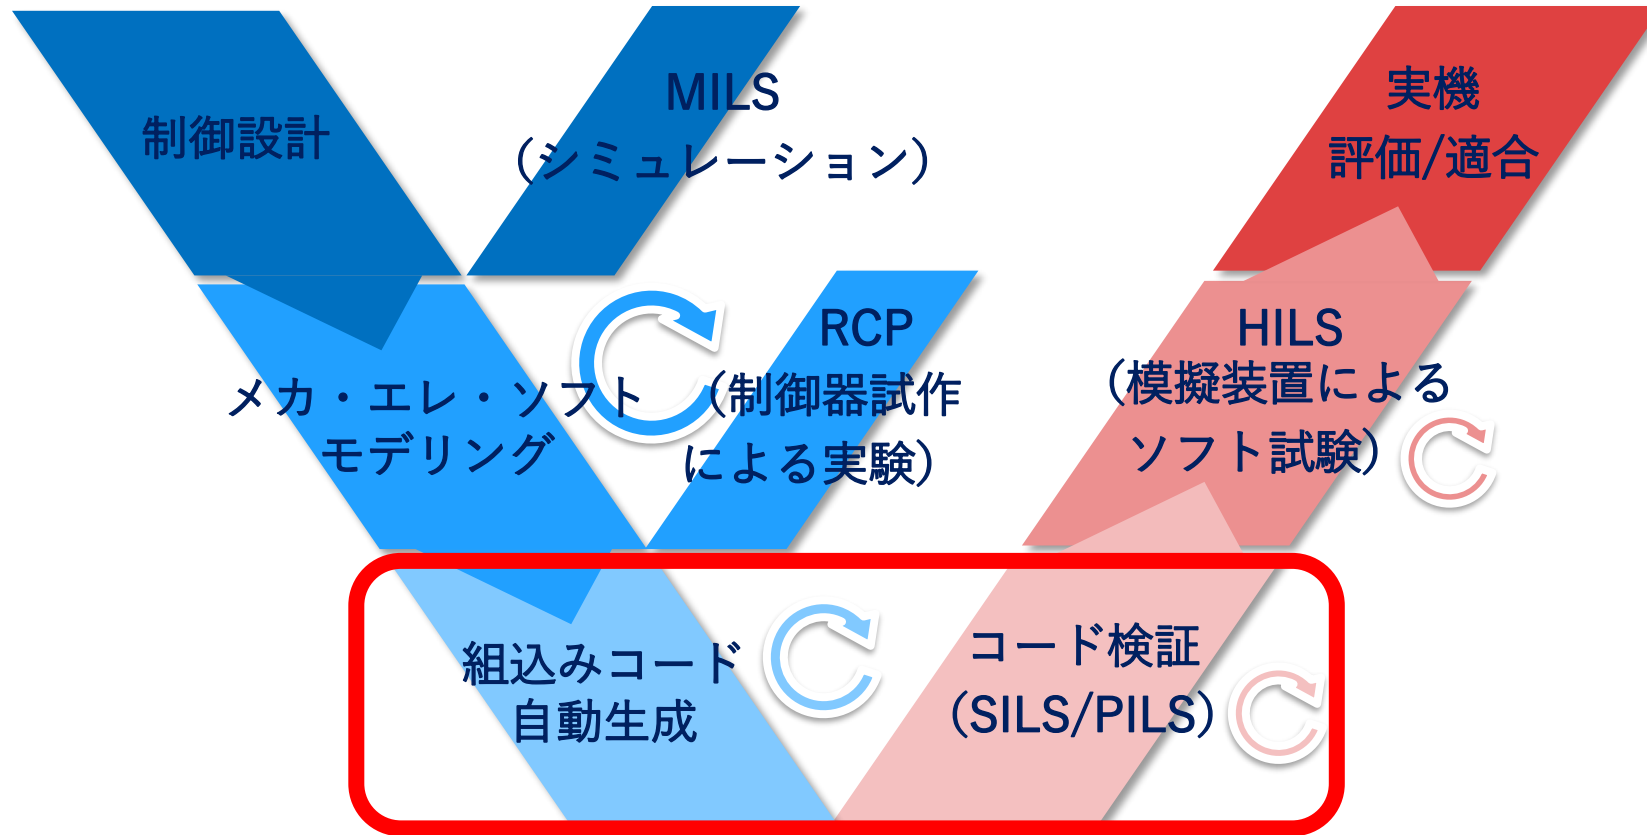 制御設計
MILS
（シミュレーション）
実機
評価/適合
メカ・エレ・ソフト
モデリング
RCP
（制御器試作
による実験）
HILS
（模擬装置による
ソフト試験）
組込みコード
自動生成
コード検証
（SILS/PILS）